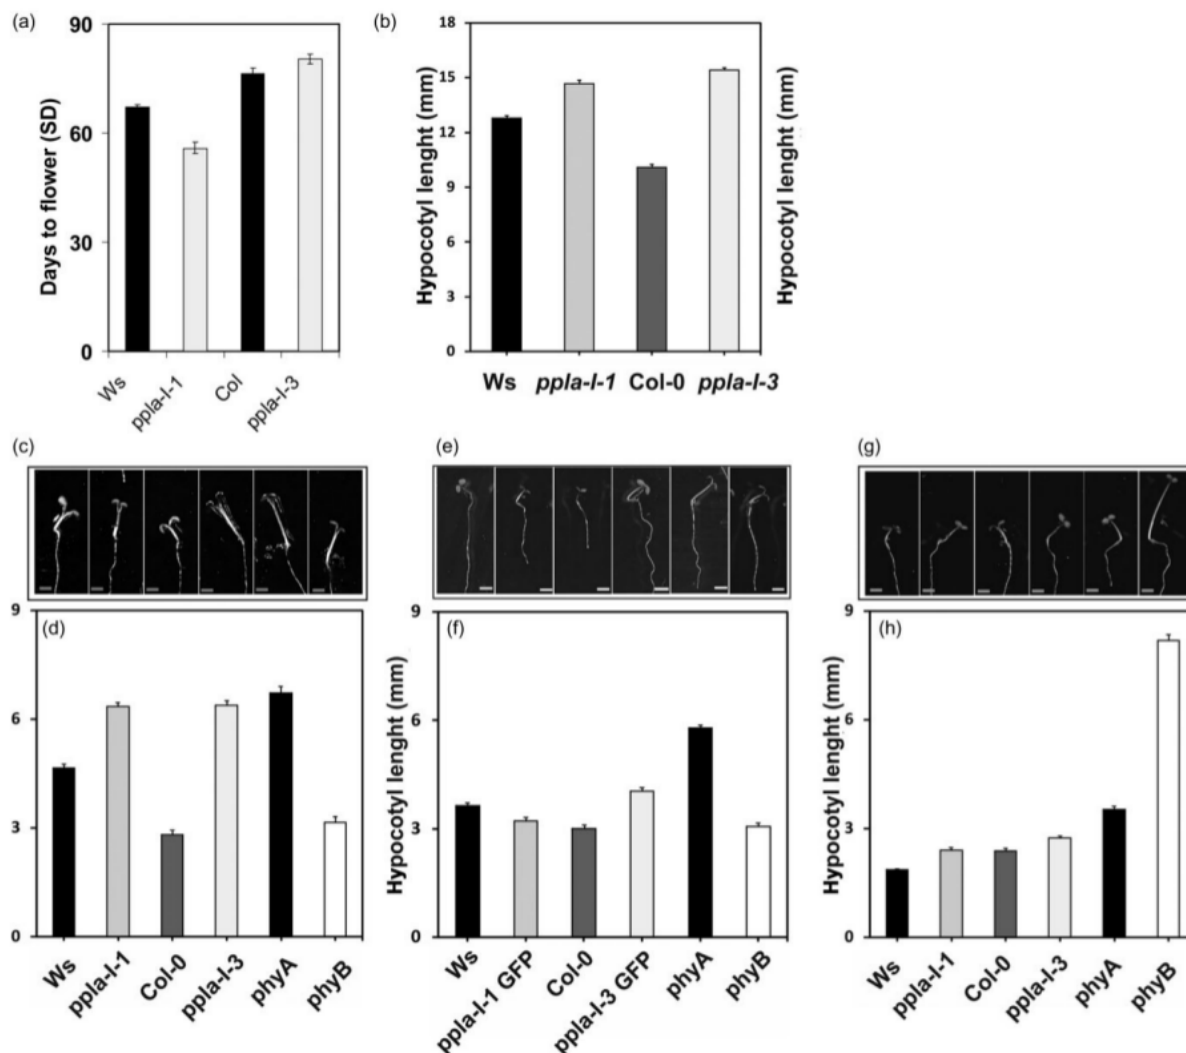 (a)
90
60
30
0
Days to flower (SD)
Ws
ppla-I-1
Col
ppla-I-3
(b)
18
15
12
9
6
3
0
Hypocotyl lenght (mm)
Hypocotyl lenght (mm)
Ws
ppla-I-1
Col-0
ppla-I-3
(c)
(d)
9
6
3
0
Ws
ppla-I-1
Col-0
ppla-I-3
phyA
phyB
(e)
(f)
9
6
3
0
Hypocotyl lenght (mm)
Ws
ppla-I-1 GFP
Col-0
ppla-I-3 GFP
phyA
phyB
(g)
(h)
9
6
3
0
Hypocotyl lenght (mm)
Ws
ppla-I-1
Col-0
ppla-I-3
phyA
phyB